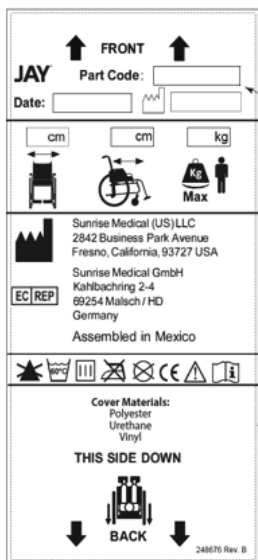 FRONT
JAY
Part Code:
Date:
cm
cm
kg
Kg
Max
Sunrise Medical (US) LLC
2842 Business Park Avenue
Fresno, California, 93727 USA
Sunrise Medical GmbH
Kahlbachring 2-4
69254 Malsch / HD
Germany
EC REP
Assembled in Mexico
60°C
CE
i
Cover Materials:
Polyester
Urethane
Vinyl
THIS SIDE DOWN
BACK
248676 Rev. B